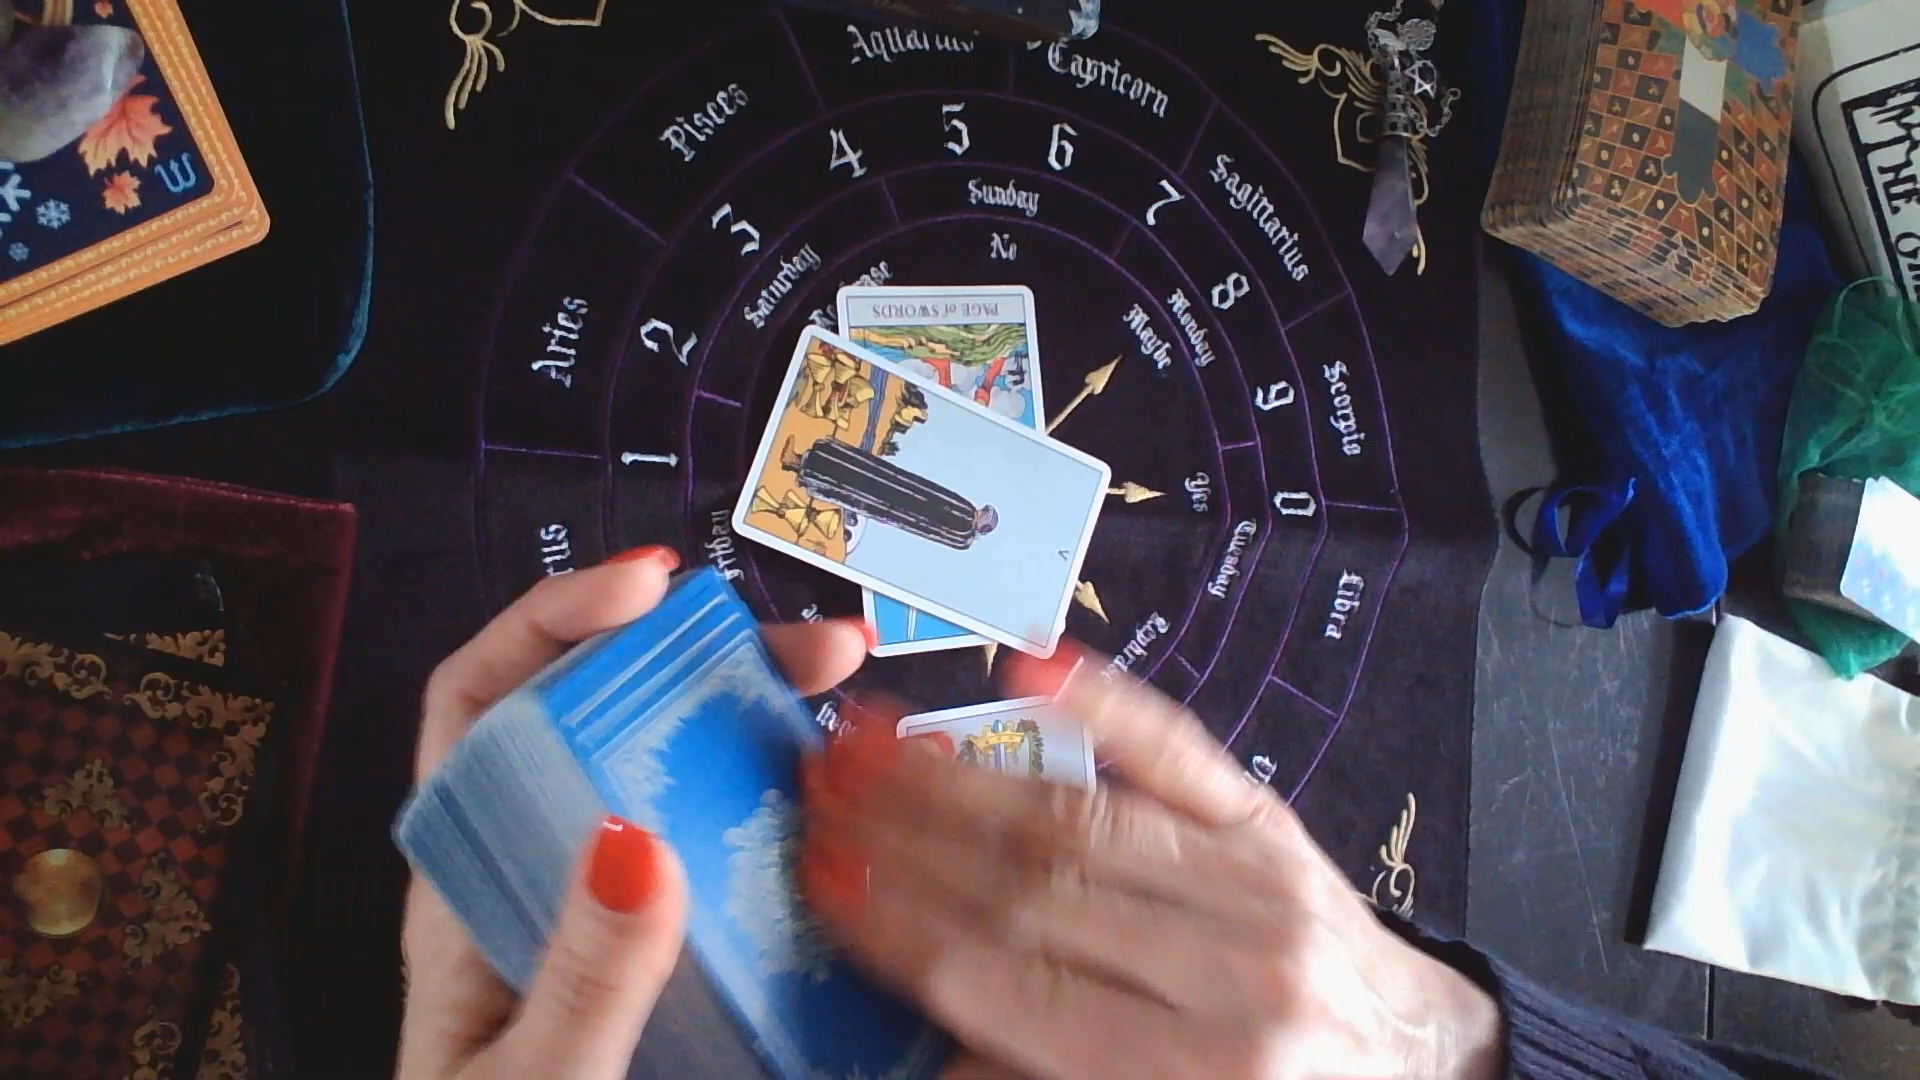 Aquarius
Capricorn
Pisces
Sagittarius
Aries
Scorpio
Libra
1
2
3
4
5
6
7
8
9
0
Saturday
Sunday
Monday
Tuesday
Friday
No
Maybe
Yes
PAGE of SWORDS
V
THE